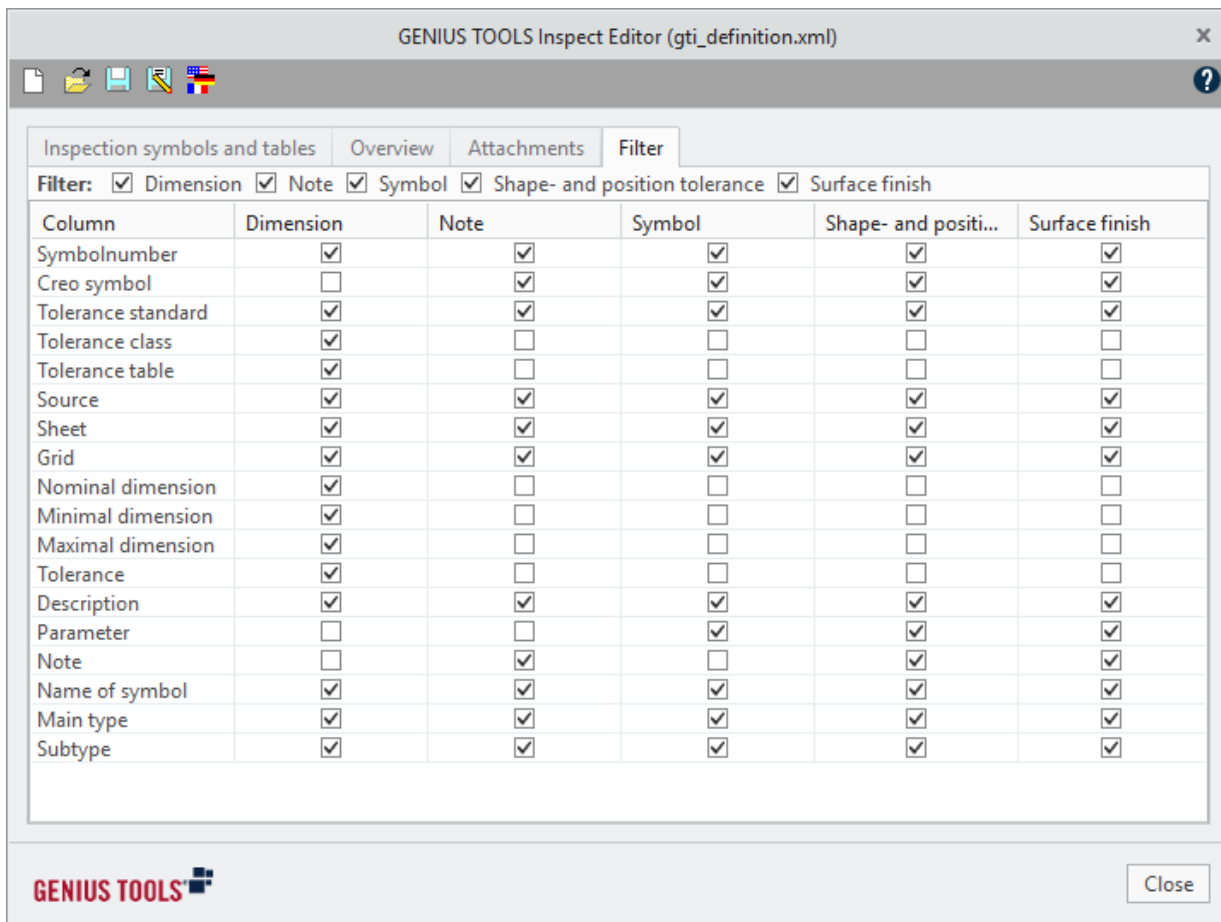 GENIUS TOOLS Inspect Editor (gti_definition.xml) x
?
Inspection symbols and tables Overview Attachments Filter
Filter: Dimension Note Symbol Shape- and position tolerance Surface finish
Column Dimension Note Symbol Shape- and positi... Surface finish
Symbolnumber
Creo symbol
Tolerance standard
Tolerance class
Tolerance table
Source
Sheet
Grid
Nominal dimension
Minimal dimension
Maximal dimension
Tolerance
Description
Parameter
Note
Name of symbol
Main type
Subtype
GENIUS TOOLS Close